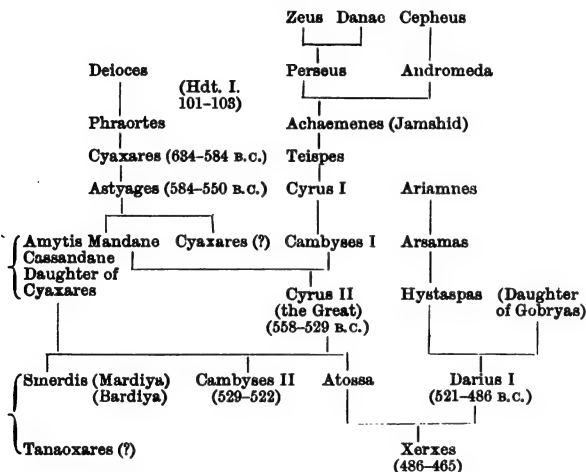 Zeus Danae Cepheus
Deioces (Hdt. I. 101–103) Perseus Andromeda
Phraortes Achaemenes (Jamshid)
Cyaxares (634–584 B.C.) Teispes
Astyages (584–550 B.C.) Cyrus I Ariamnes
Amytis Mandane Cyaxares (?) Cambyses I Arsamas
Cassandane
Daughter of
Cyaxares
Cyrus II Hystaspas (Daughter
(the Great) of Gobryas)
(558–529 B.C.)
Smerdis (Mardiya) Cambyses II Atossa Darius I
(Bardiya) (529–522) (521–486 B.C.)
Tanaoxares (?) Xerxes
(486–465)